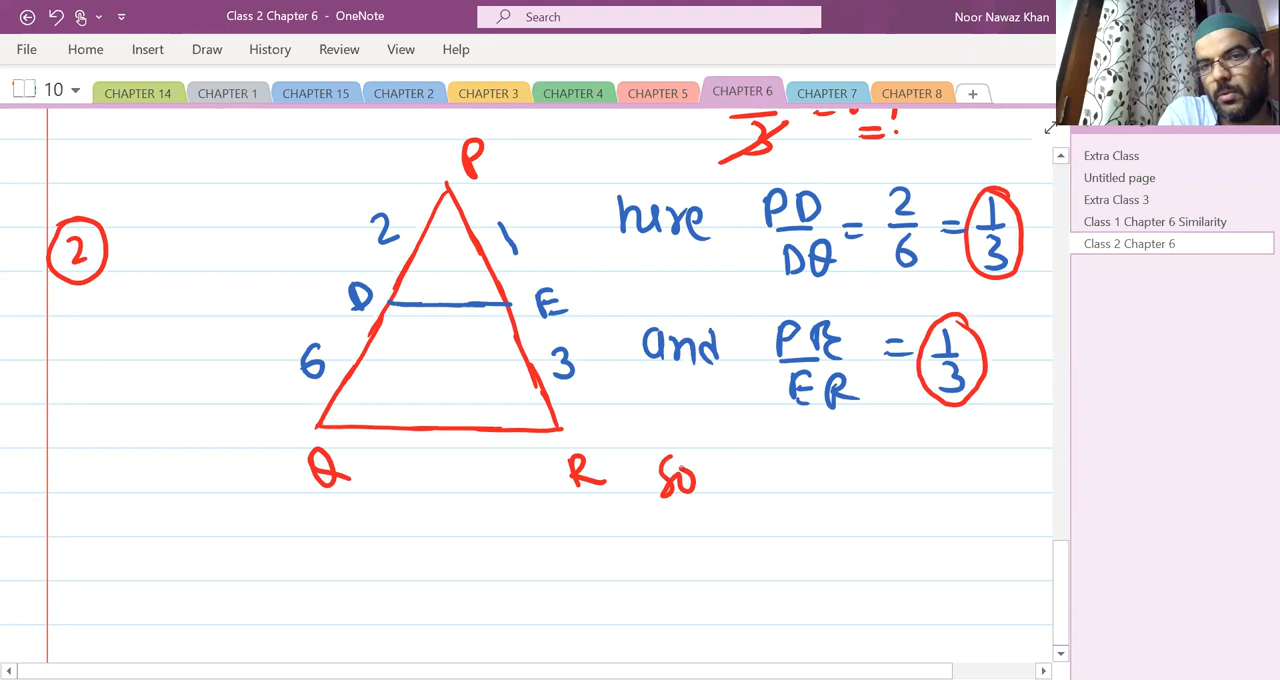 Class 2 Chapter 6 - OneNote
Search
Noor Nawaz Khan
File Home Insert Draw History Review View Help
10 CHAPTER 14 CHAPTER 1 CHAPTER 15 CHAPTER 2 CHAPTER 3 CHAPTER 4 CHAPTER 5 CHAPTER 6 CHAPTER 7 CHAPTER 8 +
Extra Class
Untitled page
Extra Class 3
Class 1 Chapter 6 Similarity
Class 2 Chapter 6
3
= !
P
2
2 1
D E
6 3
Q R
here PD/DQ = 2/6 = 1/3
and PE/ER = 1/3
so